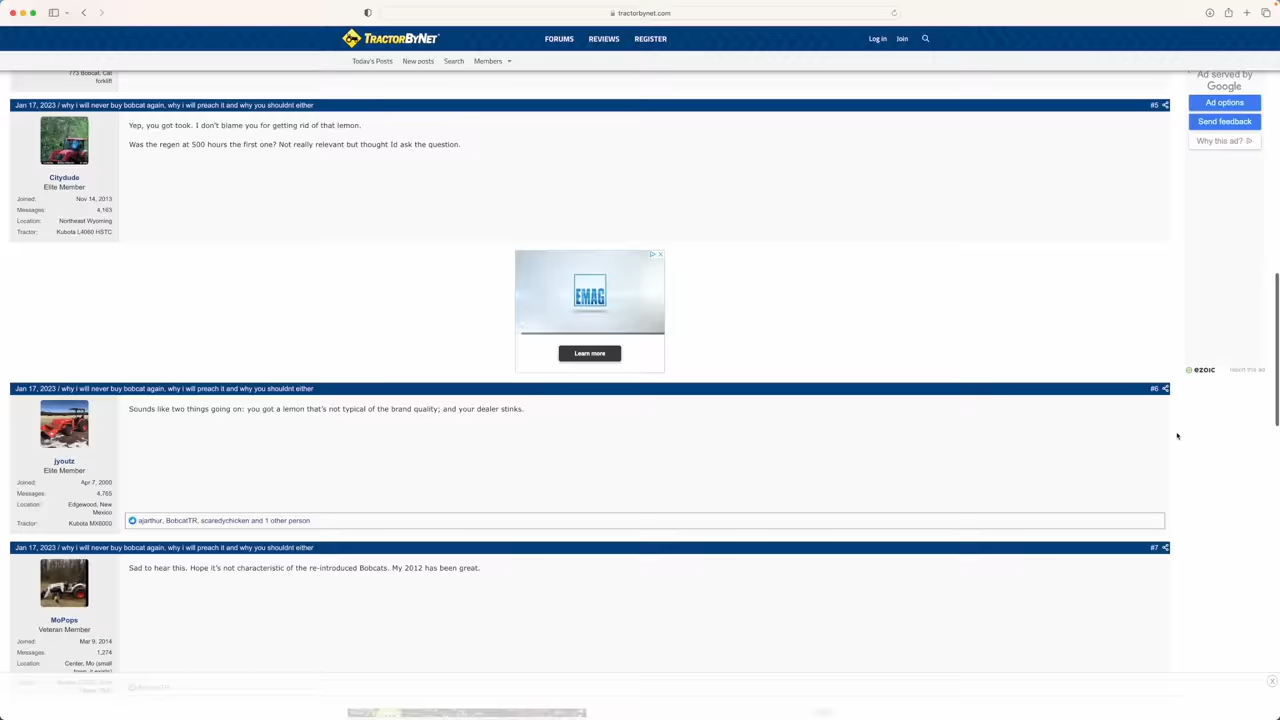 tractorbynet.com
TRACTORBYNET
FORUMS
REVIEWS
REGISTER
Log in
Join
Today's Posts
New posts
Search
Members
773 Bobcat. Cat
forklift
Ad served by
Google
Ad options
Send feedback
Why this ad?
Jan 17, 2023 / why i will never buy bobcat again, why i will preach it and why you shouldnt either
#5
Citydude
Elite Member
Joined: Nov 14, 2013
Messages: 4,163
Location: Northeast Wyoming
Tractor: Kubota L4060 HSTC
Yep, you got took. I don't blame you for getting rid of that lemon.
Was the regen at 500 hours the first one? Not really relevant but thought Id ask the question.
EMAG
Learn more
ezoic
report this ad
Jan 17, 2023 / why i will never buy bobcat again, why i will preach it and why you shouldnt either
#6
jyoutz
Elite Member
Joined: Apr 7, 2000
Messages: 4,765
Location: Edgewood, New
Mexico
Tractor: Kubota MX6000
Sounds like two things going on: you got a lemon that's not typical of the brand quality; and your dealer stinks.
ajarthur, BobcatTR, scaredychicken and 1 other person
Jan 17, 2023 / why i will never buy bobcat again, why i will preach it and why you shouldnt either
#7
MoPops
Veteran Member
Joined: Mar 9, 2014
Messages: 1,274
Location: Center, Mo (small
Sad to hear this. Hope it's not characteristic of the re-introduced Bobcats. My 2012 has been great.